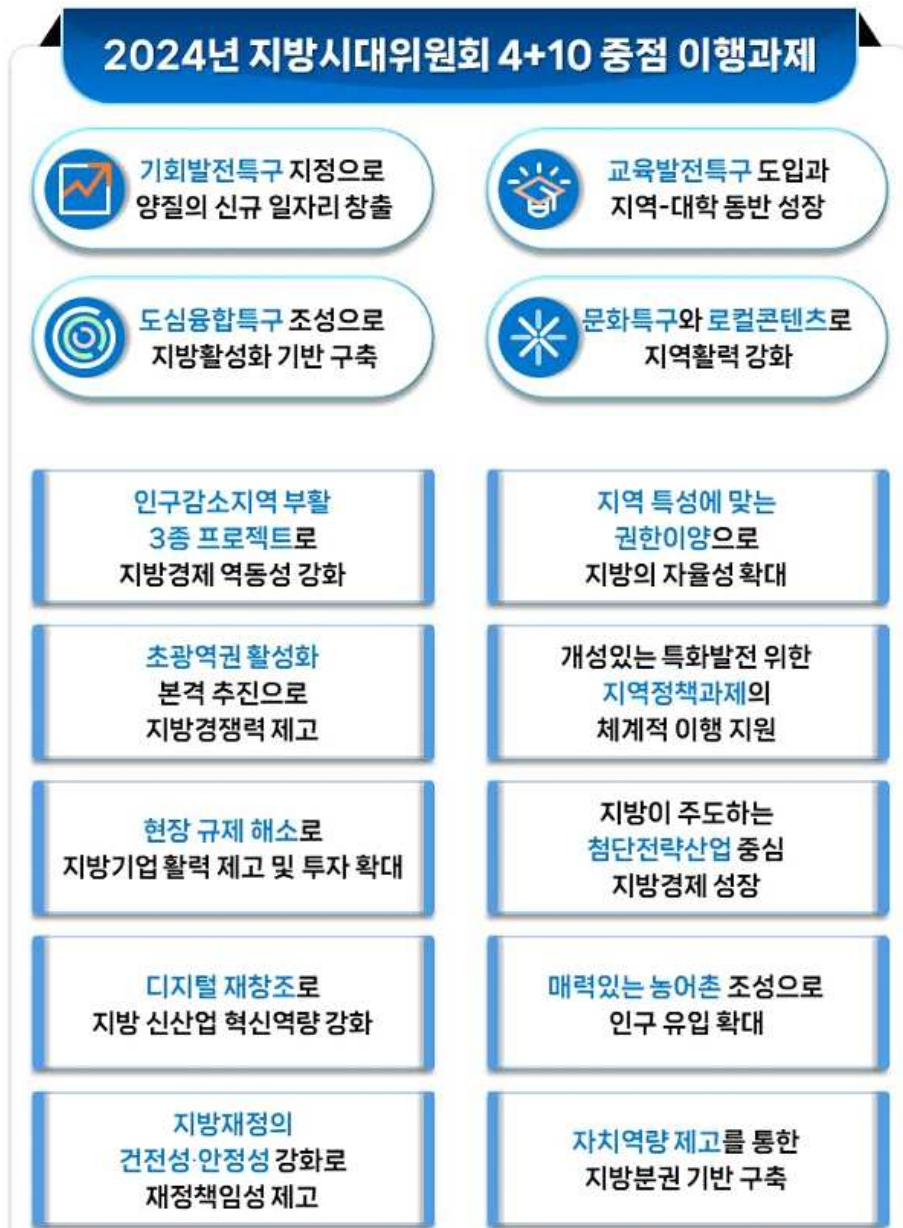 2024년 지방시대위원회 4+10 중점 이행과제
기회발전특구 지정으로
양질의 신규 일자리 창출
교육발전특구 도입과
지역-대학 동반 성장
도심융합특구 조성으로
지방활성화 기반 구축
문화특구와 로컬콘텐츠로
지역활력 강화
인구감소지역 부활
3종 프로젝트로
지방경제 역동성 강화
지역 특성에 맞는
권한이양으로
지방의 자율성 확대
초광역권 활성화
본격 추진으로
지방경쟁력 제고
개성있는 특화발전 위한
지역정책과제의
체계적 이행 지원
현장 규제 해소로
지방기업 활력 제고 및 투자 확대
지방이 주도하는
첨단전략산업 중심
지방경제 성장
디지털 재창조로
지방 신산업 혁신역량 강화
매력있는 농어촌 조성으로
인구 유입 확대
지방재정의
건전성·안정성 강화로
재정책임성 제고
자치역량 제고를 통한
지방분권 기반 구축